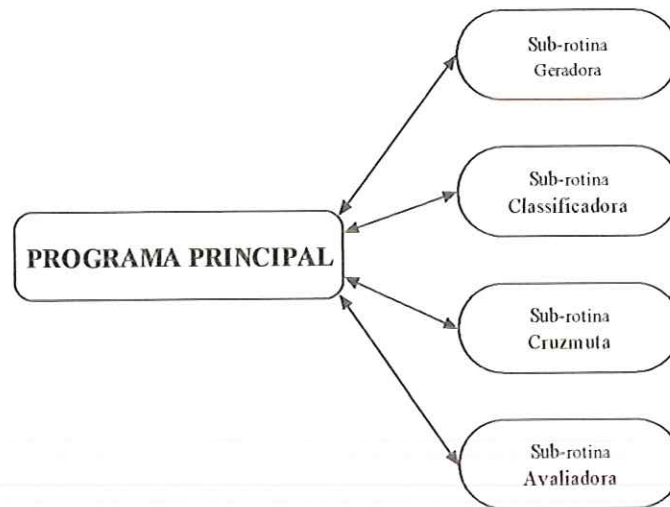 Sub-rotina
Geradora
Sub-rotina
Classificadora
PROGRAMA PRINCIPAL
Sub-rotina
Cruzmuta
Sub-rotina
Avaliadora